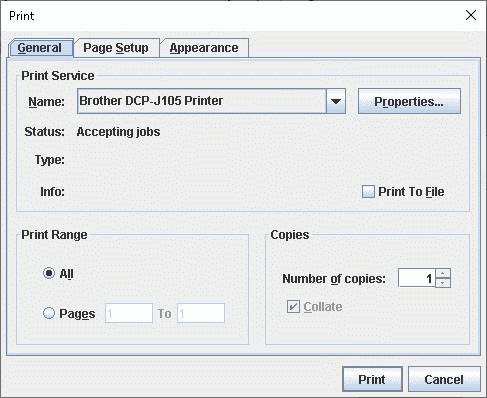 Print
General Page Setup Appearance
Print Service
Name: Brother DCP-J105 Printer Properties...
Status: Accepting jobs
Type:
Info: Print To File
Print Range Copies
All Number of copies: 1
Pages 1 To 1 Collate
Print Cancel